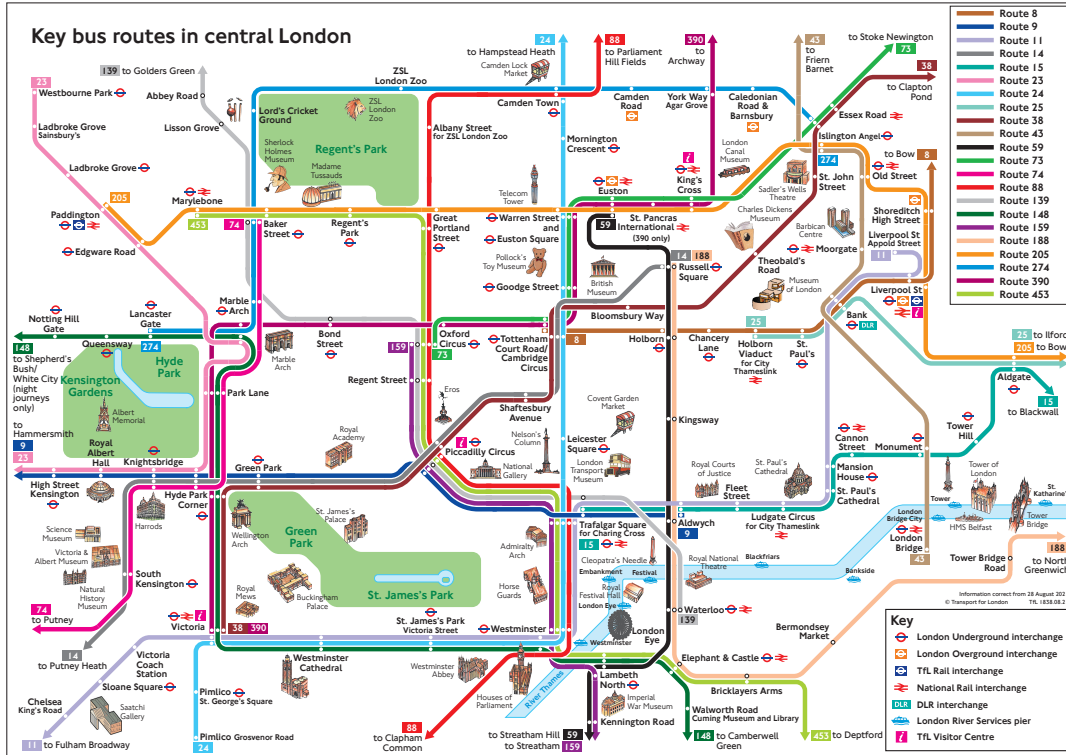 Key bus routes in central London
Route 8
Route 9
Route 11
Route 14
Route 15
Route 23
Route 24
Route 25
Route 38
Route 43
Route 59
Route 73
Route 74
Route 88
Route 139
Route 148
Route 159
Route 188
Route 205
Route 274
Route 390
Route 453
24
to Hampstead Heath
88
to Parliament
Hill Fields
390
to
Archway
43
to
Friern
Barnet
to Stoke Newington
73
38
to Clapton
Pond
139 to Golders Green
Abbey Road
Lisson Grove
23
Westbourne Park
Ladbroke Grove
Sainsbury's
Ladbroke Grove
Paddington
205
Edgware Road
Marylebone
453
74
Baker
Street
Lord's Cricket
Ground
ZSL
London Zoo
ZSL
London
Zoo
Sherlock
Holmes
Museum
Regent's Park
Madame
Tussauds
Regent's
Park
Great
Portland
Street
Albany Street
for ZSL London Zoo
Camden Lock
Market
Camden Town
Mornington
Crescent
Telecom
Tower
Warren Street
and
Euston Square
Pollock's
Toy Museum
Goodge Street
Camden
Road
York Way
Agar Grove
Caledonian
Road &
Barnsbury
Essex Road
Islington Angel
274
St. John
Street
London
Canal
Museum
Sadler's Wells
Theatre
King's
Cross
Euston
59
St. Pancras
International
(390 only)
Charles Dickens
Museum
British
Museum
14 188
Russell
Square
Bloomsbury Way
Theobald's
Road
Barbican
Centre
Moorgate
Museum
of London
to Bow
8
Old Street
Shoreditch
High Street
Liverpool St
Appold Street
11
Liverpool St
Bank
DLR
25 to Ilford
205 to Bow
Aldgate
15
to Blackwall
Notting Hill
Gate
Lancaster
Gate
Queensway
274
148
to Shepherd's
Bush/
White City
(night
journeys
only)
Hyde
Park
Kensington
Gardens
Albert
Memorial
Marble
Arch
Marble
Arch
Bond
Street
Oxford
Circus
73
159
Regent Street
Tottenham
Court Road/
Cambridge
Circus
8
Holborn
Chancery
Lane
25
Holborn
Viaduct
for City
Thameslink
St.
Paul's
Park Lane
Eros
Shaftesbury
Avenue
Covent Garden
Market
Kingsway
to
Hammersmith
9
23
Royal
Albert
Hall
Knightsbridge
High Street
Kensington
Harrods
Hyde Park
Corner
Green Park
Royal
Academy
Piccadilly Circus
Nelson's
Column
National
Gallery
Leicester
Square
London
Transport
Museum
Royal Courts
of Justice
Fleet
Street
St. Paul's
Cathedral
Cannon
Street
Monument
Mansion
House
St. Paul's
Cathedral
Tower
Hill
Tower of
London
Tower
St.
Katharine's
Tower
Bridge
HMS Belfast
London
Bridge City
London
Bridge
43
Tower Bridge
Road
188
to North
Greenwich
Science
Museum
Victoria &
Albert Museum
Natural
History
Museum
South
Kensington
74
to Putney
14
to Putney Heath
Wellington
Arch
Green
Park
St. James's
Palace
Royal
Mews
Buckingham
Palace
St. James's Park
Admiralty
Arch
Horse
Guards
Trafalgar Square
for Charing Cross
15
Aldwych
9
Ludgate Circus
for City Thameslink
Cleopatra's Needle
Embankment
Festival
Royal
Festival Hall
London Eye
Royal National
Theatre
Blackfriars
Bankside
Waterloo
139
London
Eye
Westminster
Victoria
38 390
St. James's Park
Victoria Street
Westminster
Bermondsey
Market
Elephant & Castle
Bricklayers Arms
Victoria
Coach
Station
Sloane Square
Chelsea
King's Road
Saatchi
Gallery
11 to Fulham Broadway
Pimlico
St. George's Square
Pimlico Grosvenor Road
24
Westminster
Cathedral
Westminster
Abbey
Houses of
Parliament
River Thames
Lambeth
North
Imperial
War Museum
Kennington Road
Walworth Road
Cuming Museum and Library
88
to Clapham
Common
to Streatham Hill 59
to Streatham 159
148 to Camberwell
Green
453 to Deptford
Information correct from 28 August
© Transport for London
Key
London Underground interchange
London Overground interchange
TfL Rail interchange
National Rail interchange
DLR DLR interchange
London River Services pier
TfL Visitor Centre